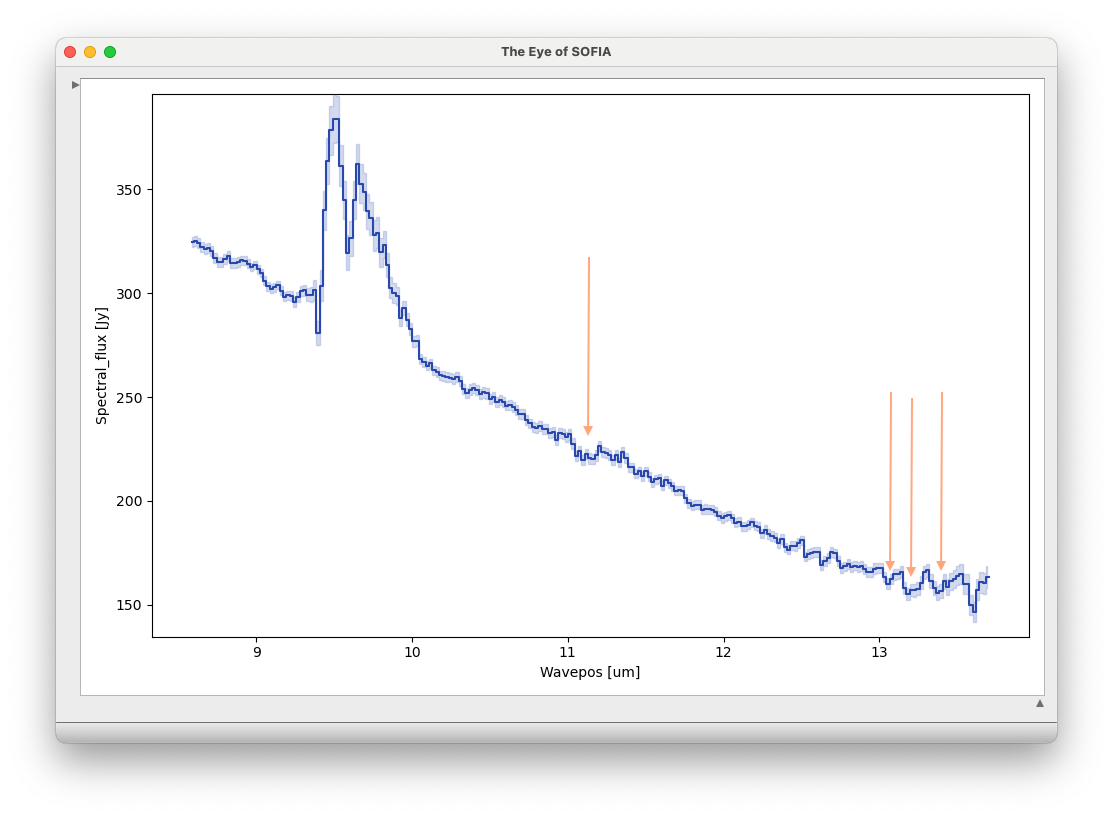 The Eye of SOFIA
350
300
250
200
150
Spectral_flux [Jy]
9 10 11 12 13
Wavepos [um]